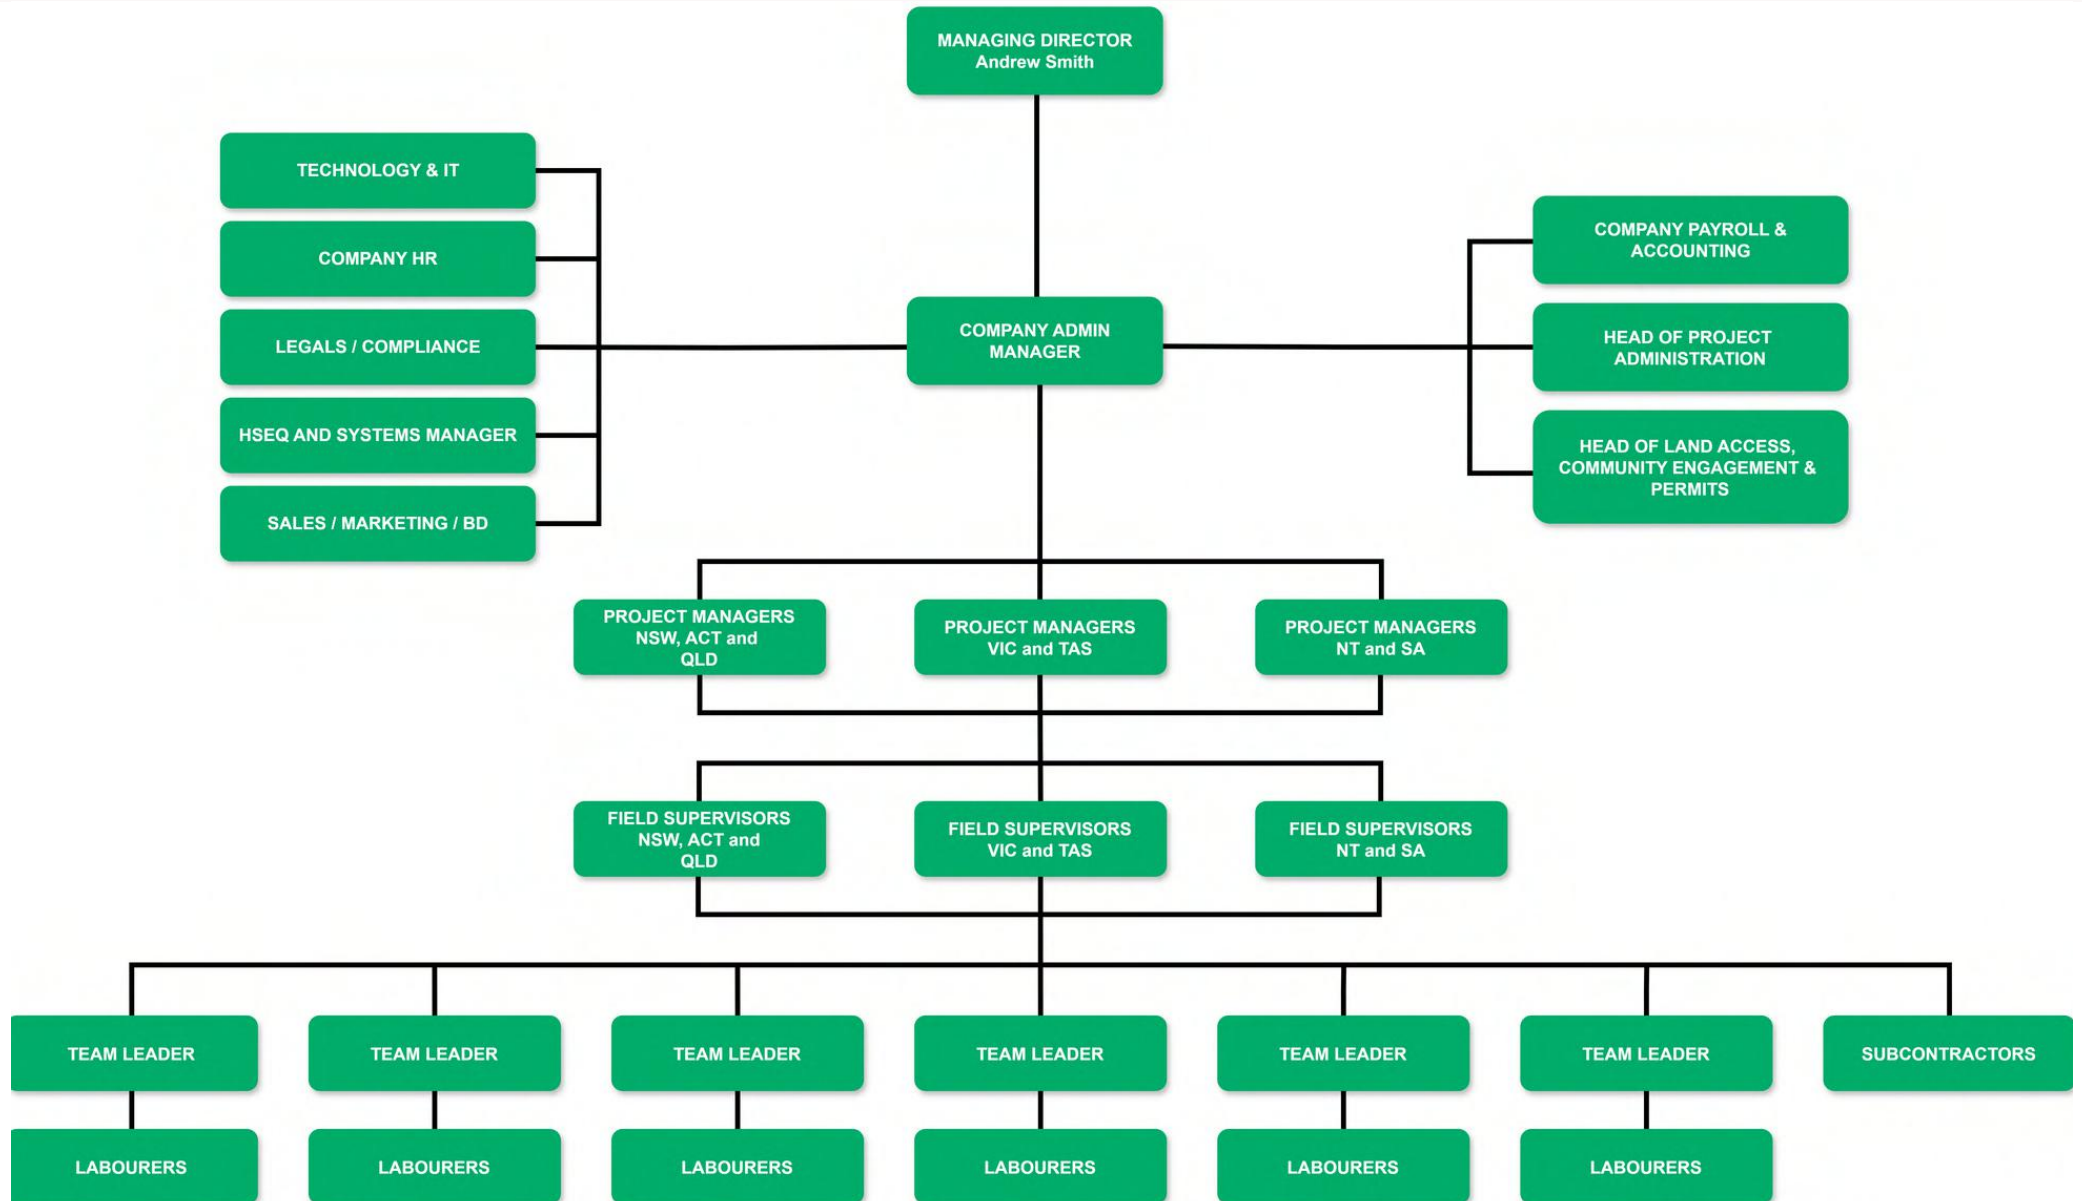 MANAGING DIRECTOR
Andrew Smith
TECHNOLOGY & IT
COMPANY HR
LEGALS / COMPLIANCE
HSEQ AND SYSTEMS MANAGER
SALES / MARKETING / BD
COMPANY ADMIN
MANAGER
COMPANY PAYROLL &
ACCOUNTING
HEAD OF PROJECT
ADMINISTRATION
HEAD OF LAND ACCESS,
COMMUNITY ENGAGEMENT &
PERMITS
PROJECT MANAGERS
NSW, ACT and
QLD
PROJECT MANAGERS
VIC and TAS
PROJECT MANAGERS
NT and SA
FIELD SUPERVISORS
NSW, ACT and
QLD
FIELD SUPERVISORS
VIC and TAS
FIELD SUPERVISORS
NT and SA
TEAM LEADER
TEAM LEADER
TEAM LEADER
TEAM LEADER
TEAM LEADER
TEAM LEADER
SUBCONTRACTORS
LABOURERS
LABOURERS
LABOURERS
LABOURERS
LABOURERS
LABOURERS